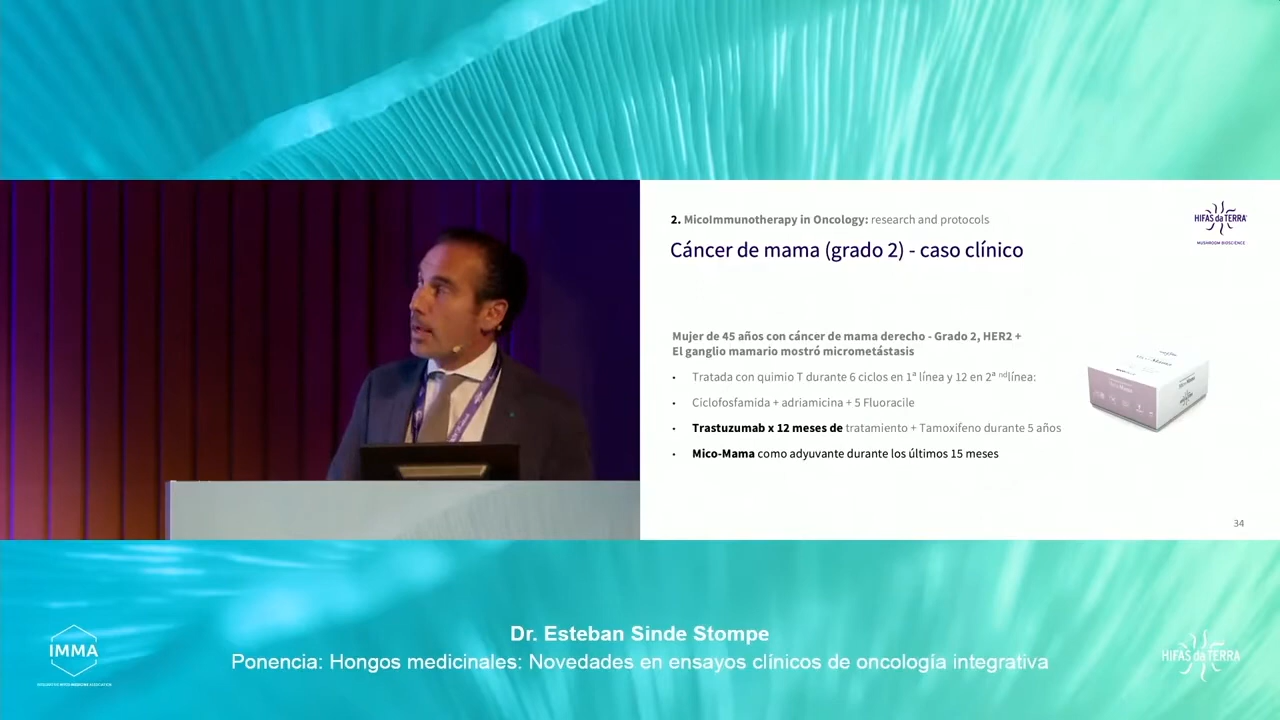 2. MicoImmunotherapy in Oncology: research and protocols
HIFAS da TERRA
MUSHROOM BIOSCIENCE
Cáncer de mama (grado 2) - caso clínico
Mujer de 45 años con cáncer de mama derecho - Grado 2, HER2 +
El ganglio mamario mostró micrometástasis
• Tratada con quimio T durante 6 ciclos en 1ª línea y 12 en 2ª ndlínea:
• Ciclofosfamida + adriamicina + 5 Fluoracile
• Trastuzumab x 12 meses de tratamiento + Tamoxifeno durante 5 años
• Mico-Mama como adyuvante durante los últimos 15 meses
34
Dr. Esteban Sinde Stompe
Ponencia: Hongos medicinales: Novedades en ensayos clínicos de oncología integrativa
IMMA
HIFAS da TERRA